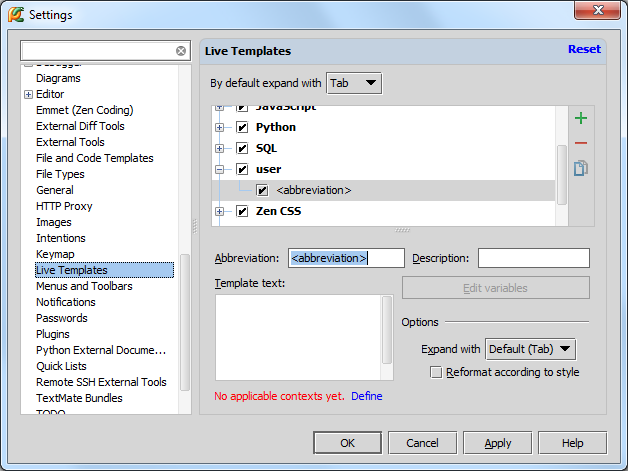 Settings
Live Templates
Reset
By default expand with Tab
Diagrams
Editor
Emmet (Zen Coding)
External Diff Tools
External Tools
File and Code Templates
File Types
General
HTTP Proxy
Images
Intentions
Keymap
Live Templates
Menus and Toolbars
Notifications
Passwords
Plugins
Python External Docume...
Quick Lists
Remote SSH External Tools
TextMate Bundles
TODO
JavaScript
Python
SQL
user
<abbreviation>
Zen CSS
Abbreviation: <abbreviation> Description:
Template text:
Edit variables
Options
Expand with Default (Tab)
Reformat according to style
No applicable contexts yet. Define
OK Cancel Apply Help